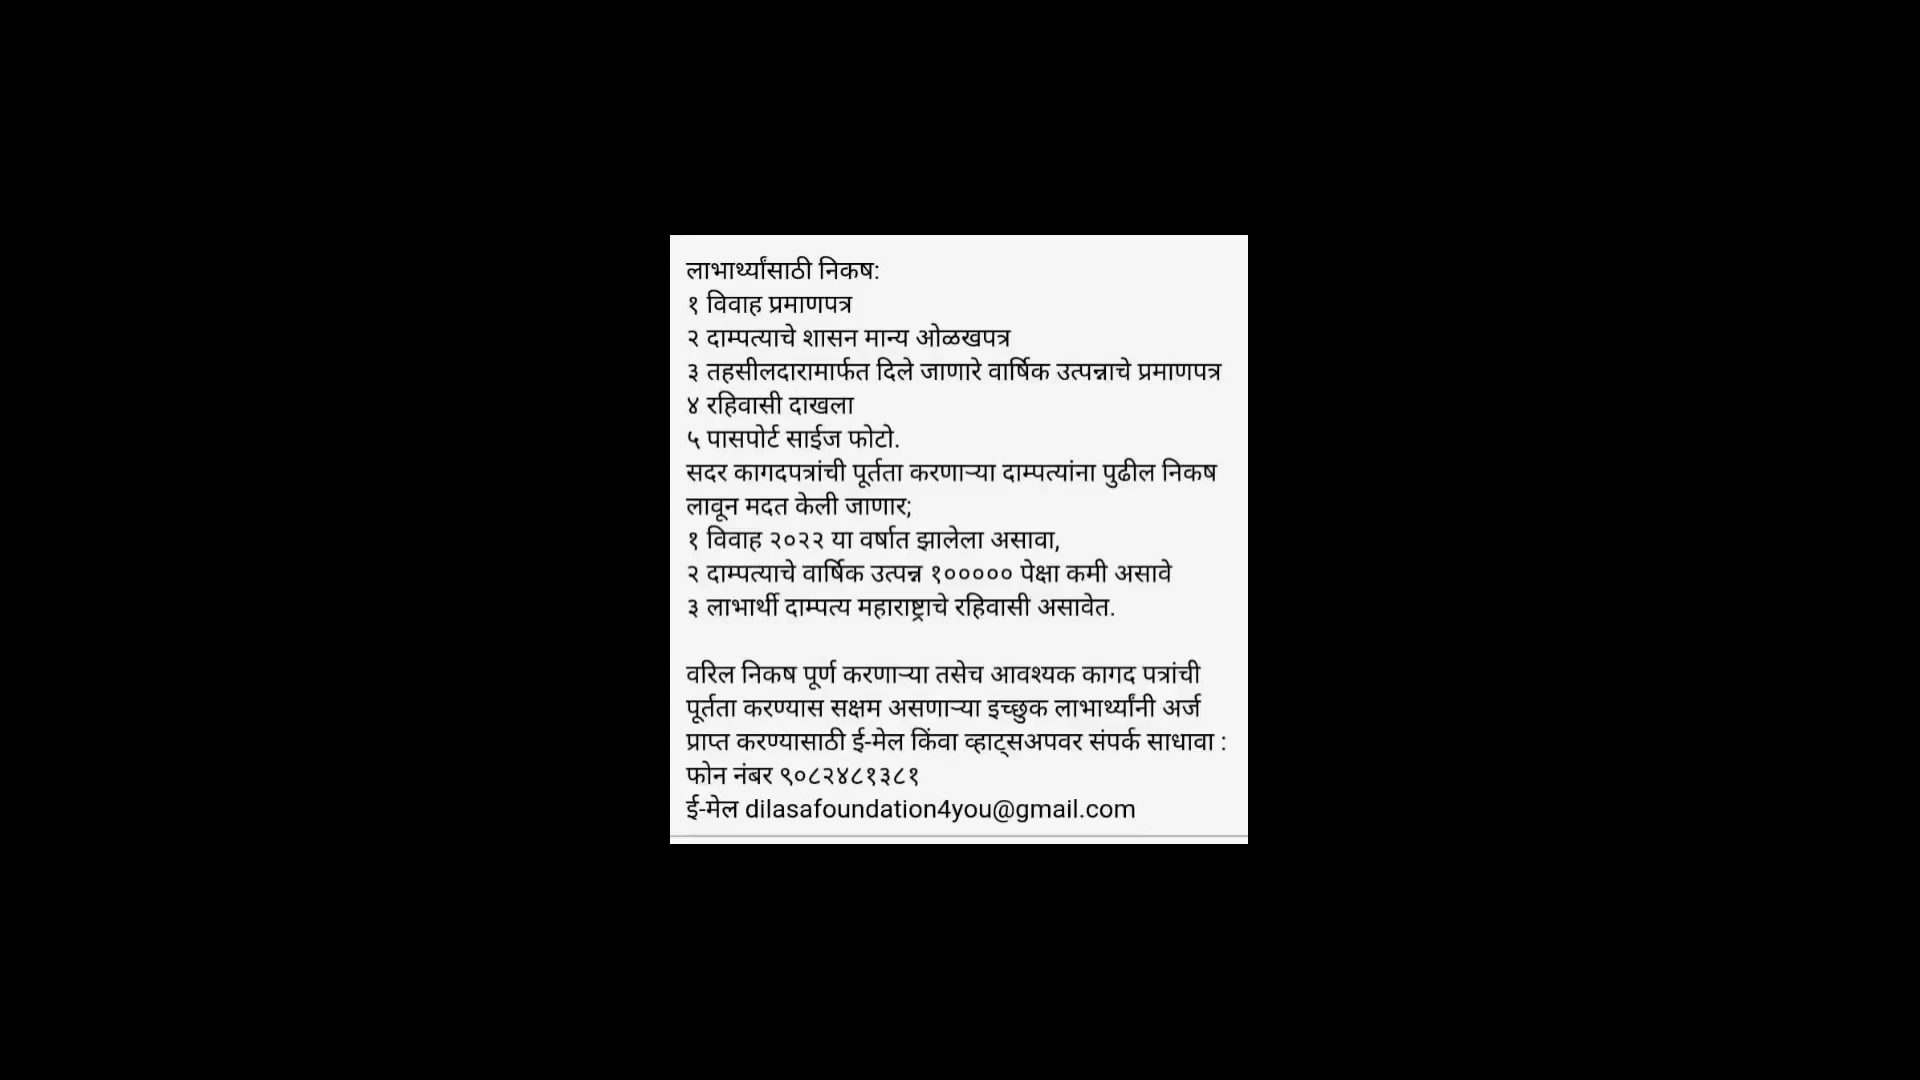 लाभार्थ्यांसाठी निकष:
१ विवाह प्रमाणपत्र
२ दाम्पत्याचे शासन मान्य ओळखपत्र
३ तहसीलदारामार्फत दिले जाणारे वार्षिक उत्पन्नाचे प्रमाणपत्र
४ रहिवासी दाखला
५ पासपोर्ट साईज फोटो.
सदर कागदपत्रांची पूर्तता करणाऱ्या दाम्पत्यांना पुढील निकष
लावून मदत केली जाणार;
१ विवाह २०२२ या वर्षात झालेला असावा,
२ दाम्पत्याचे वार्षिक उत्पन्न १००००० पेक्षा कमी असावे
३ लाभार्थी दाम्पत्य महाराष्ट्राचे रहिवासी असावेत.
वरिल निकष पूर्ण करणाऱ्या तसेच आवश्यक कागद पत्रांची
पूर्तता करण्यास सक्षम असणाऱ्या इच्छुक लाभार्थ्यांनी अर्ज
प्राप्त करण्यासाठी ई-मेल किंवा व्हाट्सअपवर संपर्क साधावा :
फोन नंबर ९०८२४८१३८१
ई-मेल dilasafoundation4you@gmail.com